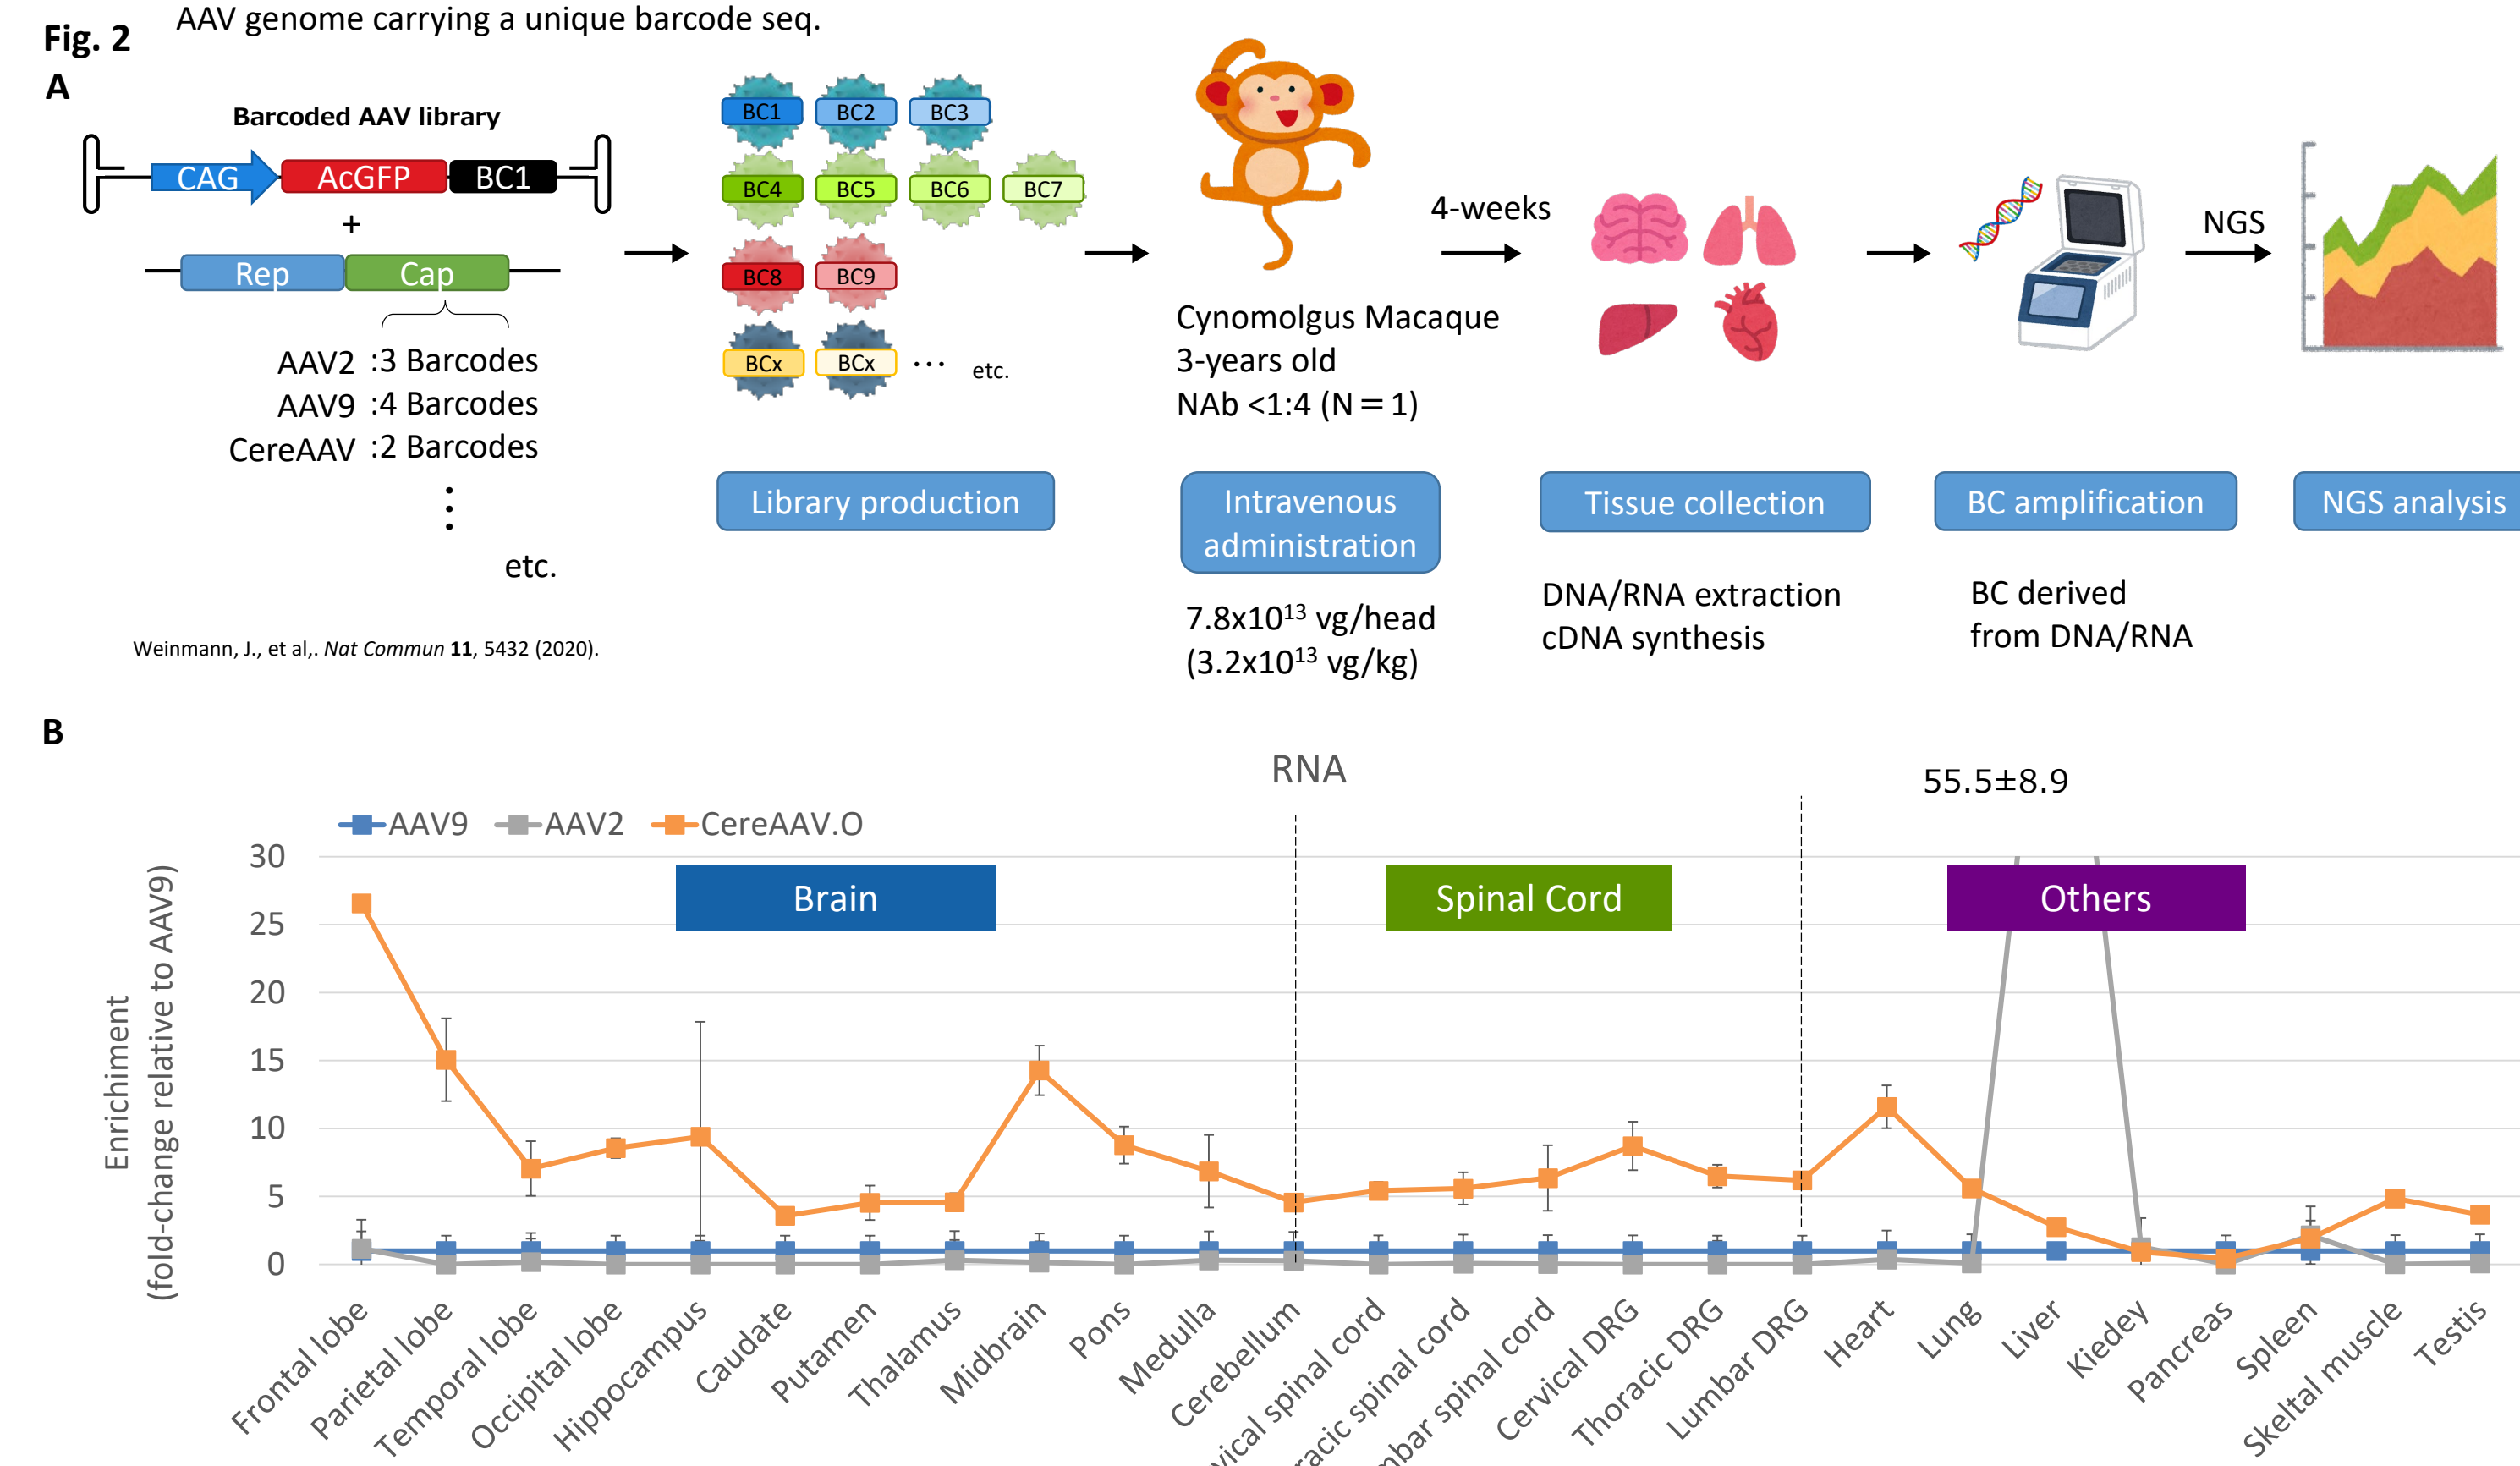 AAV genome carrying a unique barcode seq.
Fig. 2
A
Barcoded AAV library
CAG AcGFP BC1
+
Rep Cap
AAV2 :3 Barcodes
AAV9 :4 Barcodes
CereAAV :2 Barcodes
⋮
etc.
Weinmann, J., et al,. Nat Commun 11, 5432 (2020).
BC1 BC2 BC3
BC4 BC5 BC6 BC7
BC8 BC9
BCx BCx ··· etc.
Library production
Cynomolgus Macaque
3-years old
NAb <1:4 (N=1)
Intravenous
administration
7.8x10¹³ vg/head
(3.2x10¹³ vg/kg)
4-weeks
Tissue collection
DNA/RNA extraction
cDNA synthesis
BC amplification
BC derived
from DNA/RNA
NGS
NGS analysis
B
RNA
55.5±8.9
AAV9 AAV2 CereAAV.O
Brain
Spinal Cord
Others
Enrichiment
(fold-change relative to AAV9)
30
25
20
15
10
5
0
Frontal lobe
Parietal lobe
Temporal lobe
Occipital lobe
Hippocampus
Caudate
Putamen
Thalamus
Midbrain
Pons
Medulla
Cerebellum
spinal cord
spinal cord
spinal cord
Cervical DRG
Thoracic DRG
Lumbar DRG
Heart
Lung
Liver
Kiedey
Pancreas
Spleen
Skeltal muscle
Testis